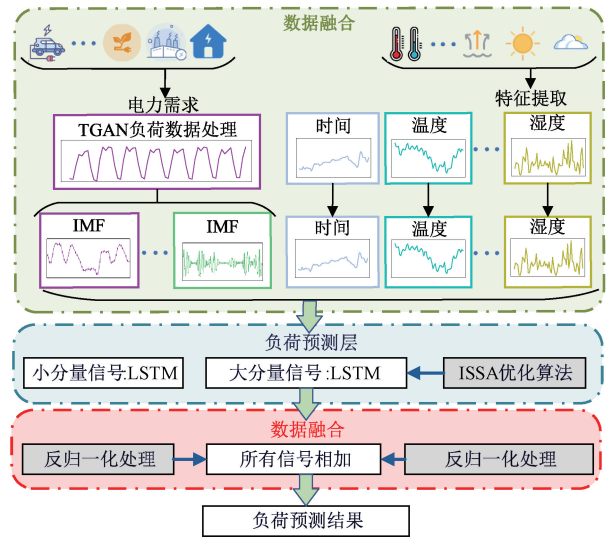 数据融合
电力需求
特征提取
TGAN负荷数据处理
时间
温度
湿度
IMF
IMF
时间
温度
湿度
负荷预测层
小分量信号:LSTM
大分量信号:LSTM
ISSA优化算法
数据融合
反归一化处理
所有信号相加
反归一化处理
负荷预测结果